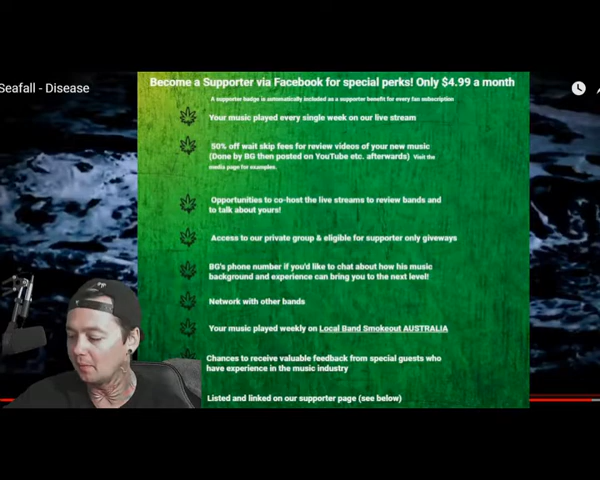 Seafall - Disease
Become a Supporter via Facebook for special perks! Only $4.99 a month
A supporter badge is automatically included as a supporter benefit for every fan subscription
Your music played every single week on our live stream
50% off wait skip fees for review videos of your new music
(Done by BG then posted on YouTube etc. afterwards) Visit the
media page for examples.
Opportunities to co-host the live streams to review bands and
to talk about yours!
Access to our private group & eligible for supporter only giveways
BG's phone number if you'd like to chat about how his music
background and experience can bring you to the next level!
Network with other bands
Your music played weekly on Local Band Smokeout AUSTRALIA
Chances to receive valuable feedback from special guests who
have experience in the music industry
Listed and linked on our supporter page (see below)